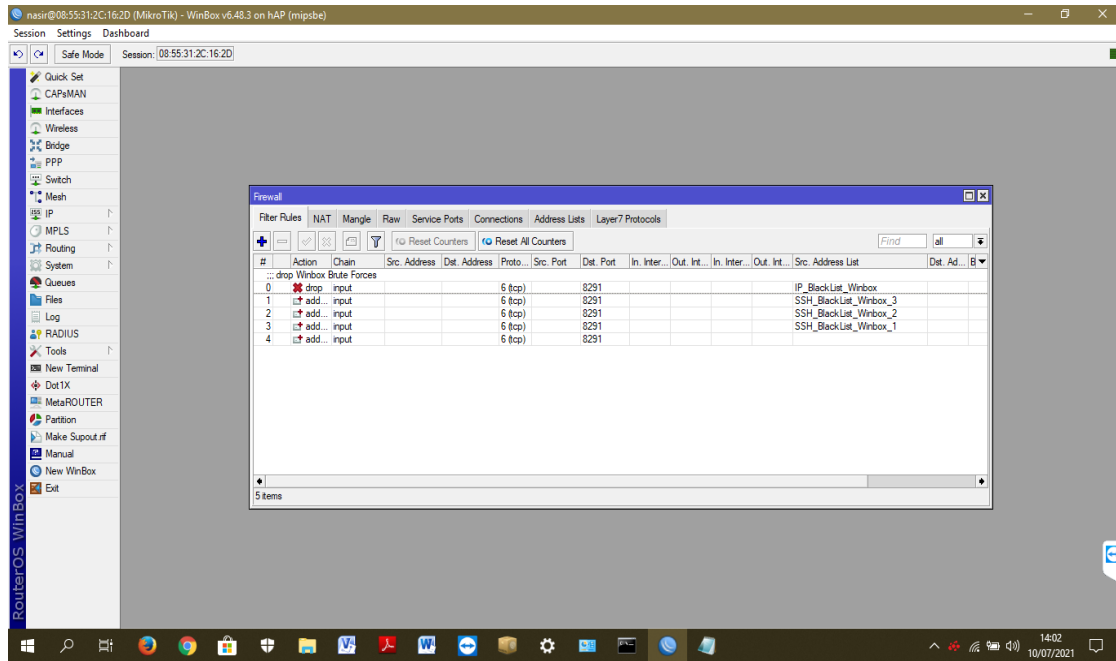 nasir@08:55:31:2C:16:2D (MikroTik) - WinBox v6.48.3 on hAP (mipsbe)
Session Settings Dashboard
Safe Mode Session: 08:55:31:2C:16:2D
Quick Set
CAPsMAN
Interfaces
Wireless
Bridge
PPP
Switch
Mesh
IP
MPLS
Routing
System
Queues
Files
Log
RADIUS
Tools
New Terminal
Dot1X
MetaROUTER
Partition
Make Supout.rif
Manual
New WinBox
Exit
RouterOS WinBox
Firewall
Filter Rules NAT Mangle Raw Service Ports Connections Address Lists Layer7 Protocols
Reset Counters Reset All Counters Find all
# Action Chain Src. Address Dst. Address Proto... Src. Port Dst. Port In. Inter... Out. Int... In. Inter... Out. Int... Src. Address List Dst. Ad... B
;;; drop Winbox Brute Forces
0 drop input 6 (tcp) 8291 IP_BlackList_Winbox
1 add... input 6 (tcp) 8291 SSH_BlackList_Winbox_3
2 add... input 6 (tcp) 8291 SSH_BlackList_Winbox_2
3 add... input 6 (tcp) 8291 SSH_BlackList_Winbox_1
4 add... input 6 (tcp) 8291
5 items
14:02
10/07/2021